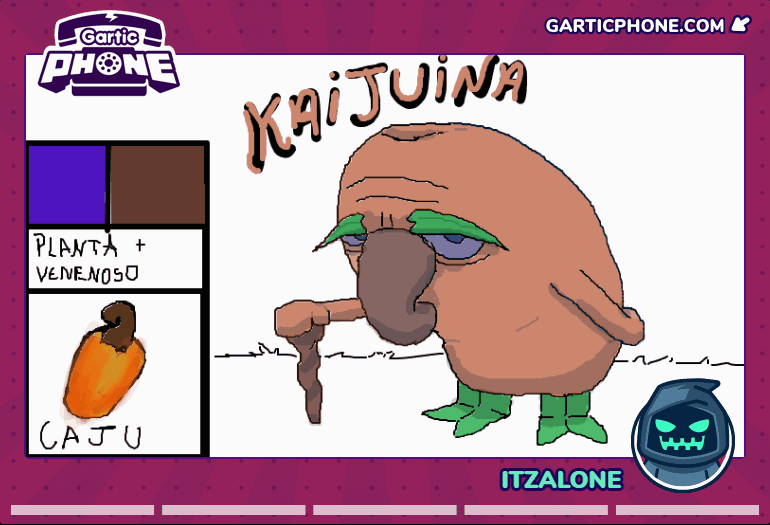 Gartic
PHONE
GARTICPHONE.COM
KAIJUINA
PLANTA +
VENENOSO
CAJU
ITZALONE